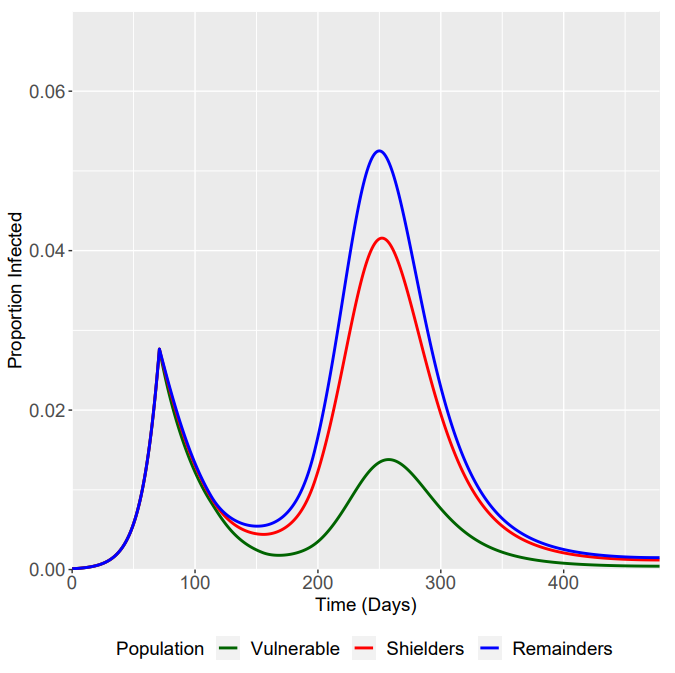 0.06
0.04
0.02
0.00
Proportion Infected
0 100 200 300 400
Time (Days)
Population Vulnerable Shielders Remainders